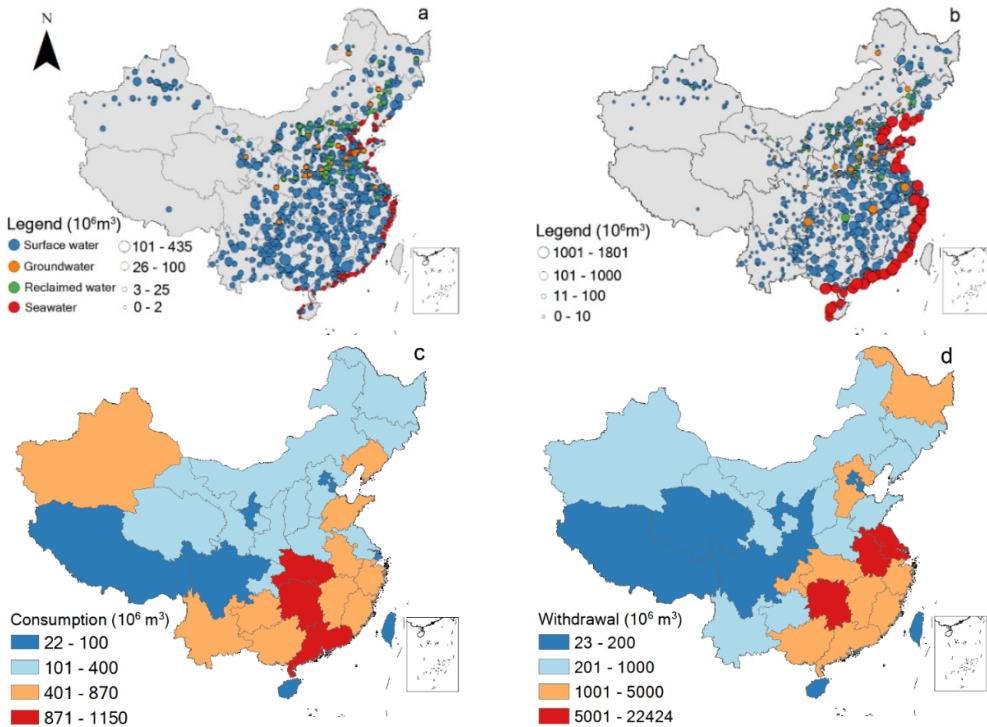 N
a
Legend (10⁶m³)
Surface water
101 - 435
Groundwater
26 - 100
Reclaimed water
3 - 25
Seawater
0 - 2
b
Legend (10⁶m³)
1001 - 1801
101 - 1000
11 - 100
0 - 10
c
Consumption (10⁶ m³)
22 - 100
101 - 400
401 - 870
871 - 1150
d
Withdrawal (10⁶ m³)
23 - 200
201 - 1000
1001 - 5000
5001 - 22424